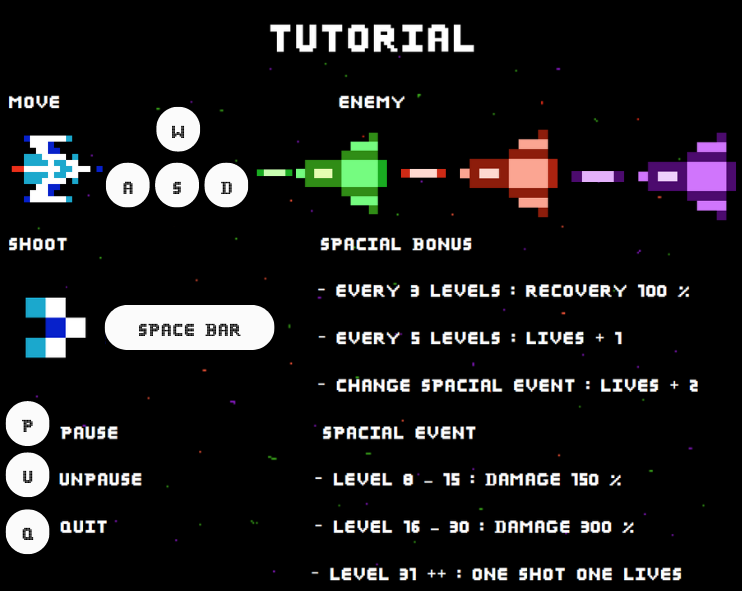 TUTORIAL
MOVE
W
A S D
SHOOT
SPACE BAR
P PAUSE
U UNPAUSE
Q QUIT
ENEMY
SPACIAL BONUS
- EVERY 3 LEVELS : RECOVERY 100 %
- EVERY 5 LEVELS : LIVES + 1
- CHANGE SPACIAL EVENT : LIVES + 2
SPACIAL EVENT
- LEVEL 8 - 15 : DAMAGE 150 %
- LEVEL 16 - 30 : DAMAGE 300 %
- LEVEL 31 ++ : ONE SHOT ONE LIVES